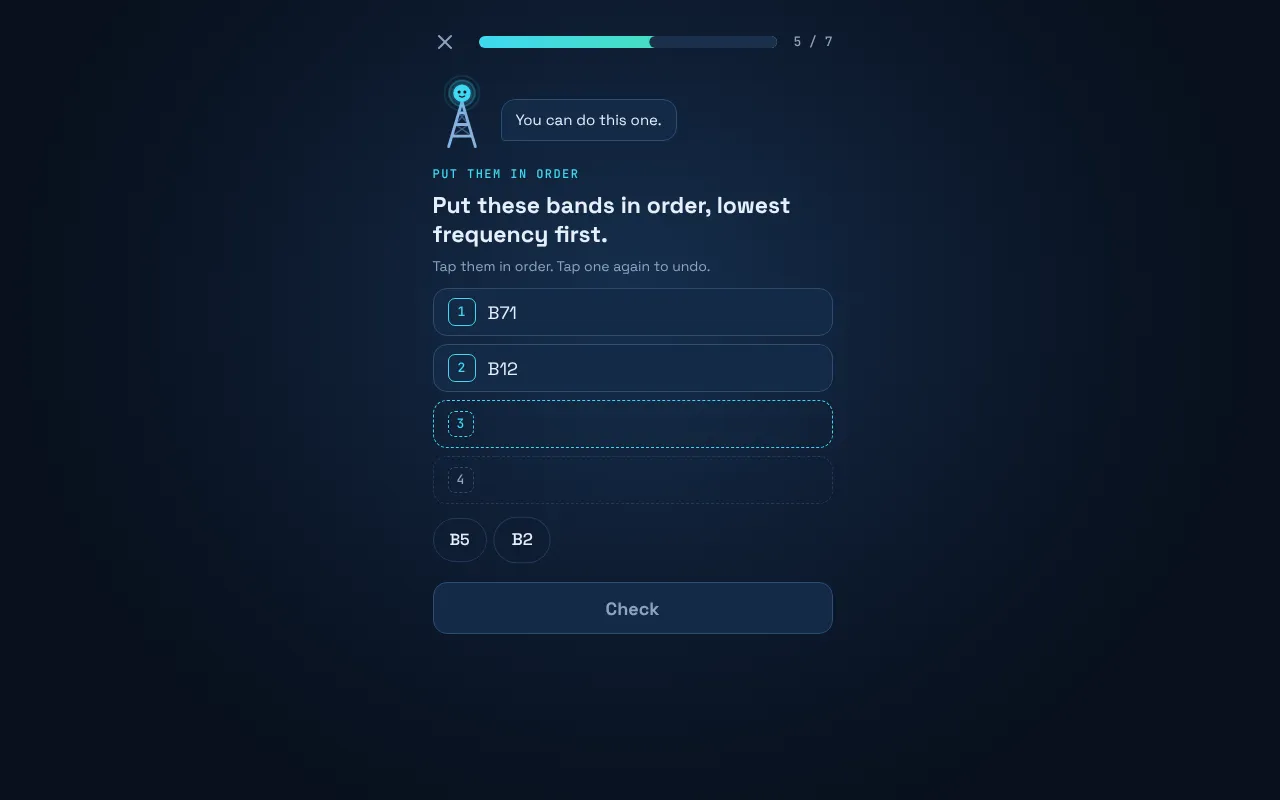 5 / 7
You can do this one.
PUT THEM IN ORDER
Put these bands in order, lowest
frequency first.
Tap them in order. Tap one again to undo.
1 B71
2 B12
3
4
B5 B2
Check